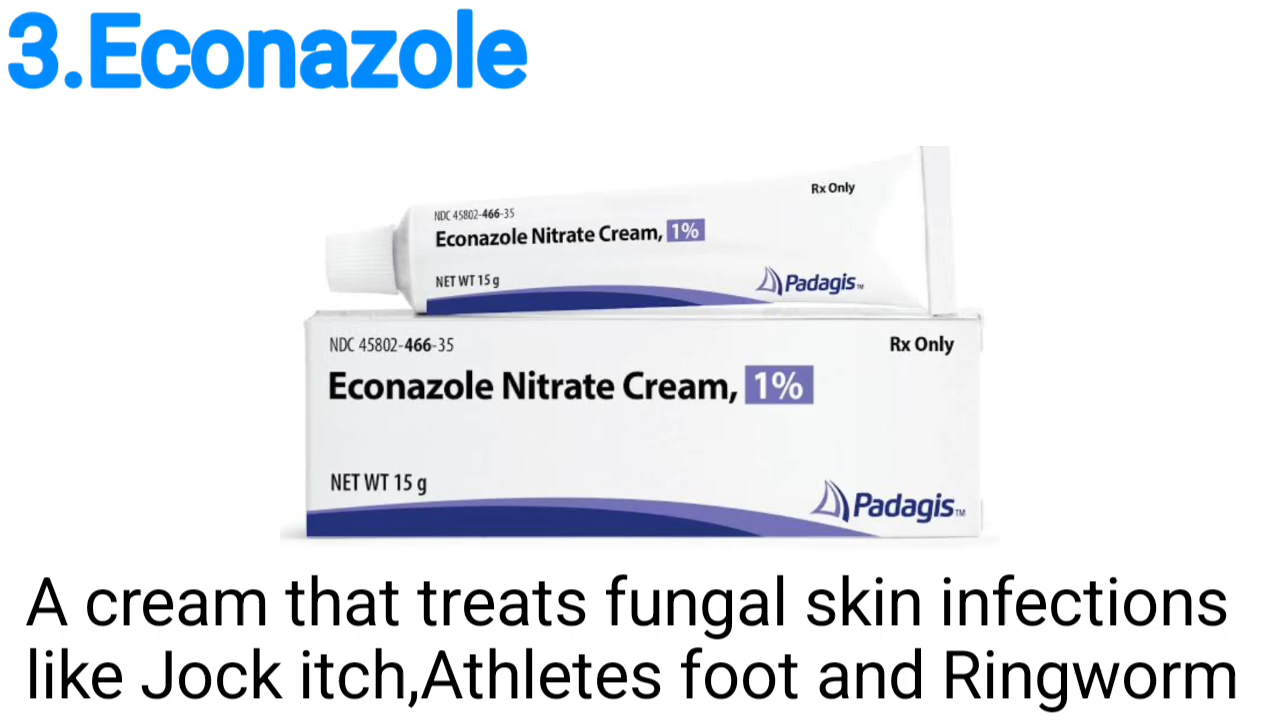 3.Econazole
Rx Only
NDC 45802-466-35
Econazole Nitrate Cream, 1%
NET WT 15 g
Padagis™
NDC 45802-466-35
Rx Only
Econazole Nitrate Cream, 1%
NET WT 15 g
Padagis™
A cream that treats fungal skin infections
like Jock itch,Athletes foot and Ringworm